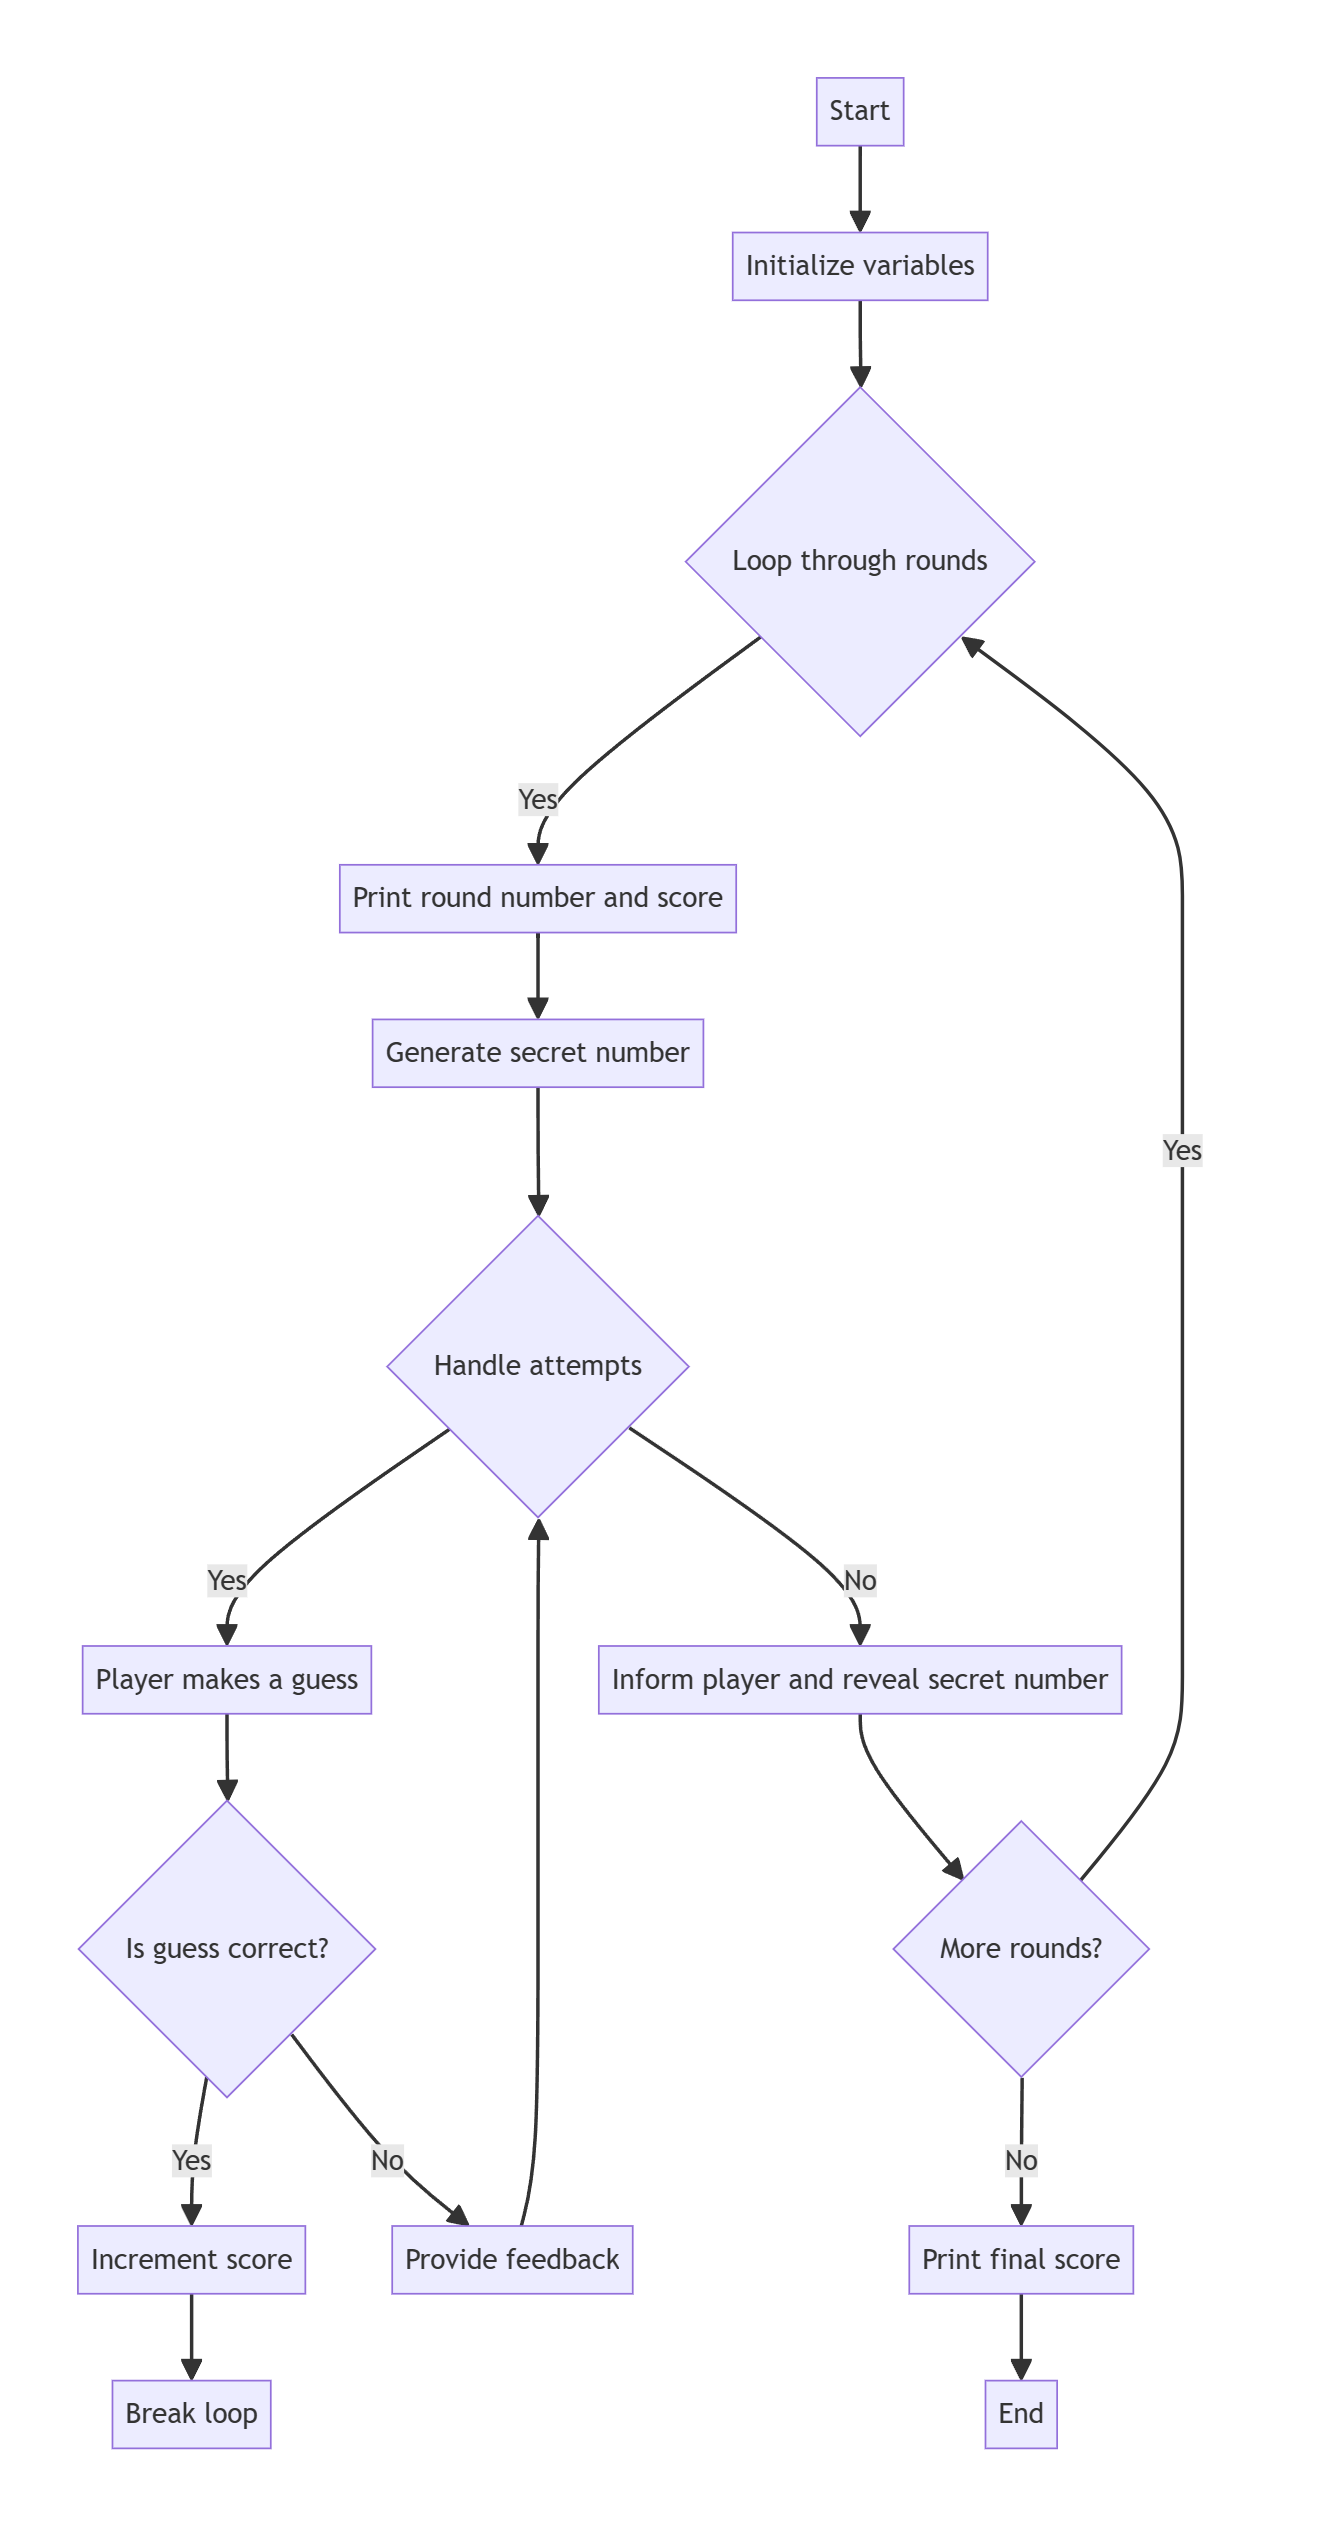 Start
Initialize variables
Loop through rounds
Yes
Print round number and score
Generate secret number
Yes
Handle attempts
Yes
No
Player makes a guess
Inform player and reveal secret number
Is guess correct?
More rounds?
Yes
No
No
Increment score
Provide feedback
Print final score
Break loop
End